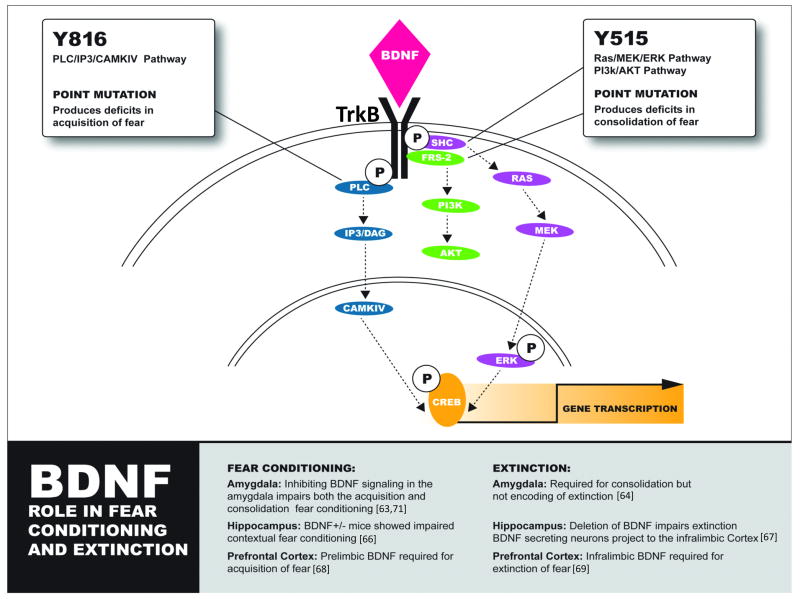 Y816
PLC/IP3/CAMKIV Pathway
POINT MUTATION
Produces deficits in
acquisition of fear
BDNF
Y515
Ras/MEK/ERK Pathway
PI3k/AKT Pathway
POINT MUTATION
Produces deficits in
consolidation of fear
TrkB
P
SHC
FRS-2
P
PLC
RAS
PI3K
IP3/DAG
MEK
AKT
CAMKIV
P
ERK
P
CREB
GENE TRANSCRIPTION
BDNF
ROLE IN FEAR
CONDITIONING
AND EXTINCTION
FEAR CONDITIONING:
Amygdala: Inhibiting BDNF signaling in the
amygdala impairs both the acquisition and
consolidation fear conditioning [63,71]
Hippocampus: BDNF+/- mice showed impaired
contextual fear conditioning [66]
Prefrontal Cortex: Prelimbic BDNF required for
acquisition of fear [68]
EXTINCTION:
Amygdala: Required for consolidation but
not encoding of extinction [64]
Hippocampus: Deletion of BDNF impairs extinction
BDNF secreting neurons project to the infralimbic Cortex [67]
Prefrontal Cortex: Infralimbic BDNF required for
extinction of fear [69]